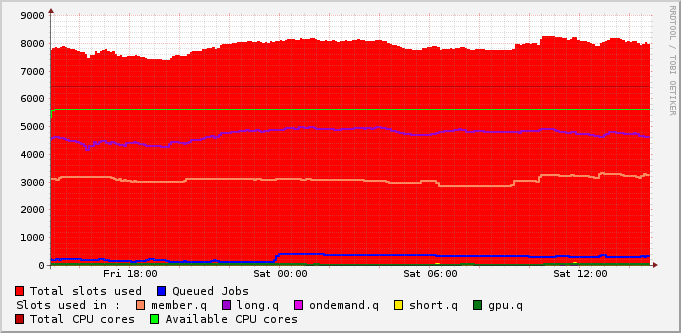 RRDTOOL / TOBI OETIKER
9000
8000
7000
6000
5000
4000
3000
2000
1000
0
Fri 18:00 Sat 00:00 Sat 06:00 Sat 12:00
Total slots used Queued Jobs
Slots used in : member.q long.q ondemand.q short.q gpu.q
Total CPU cores Available CPU cores